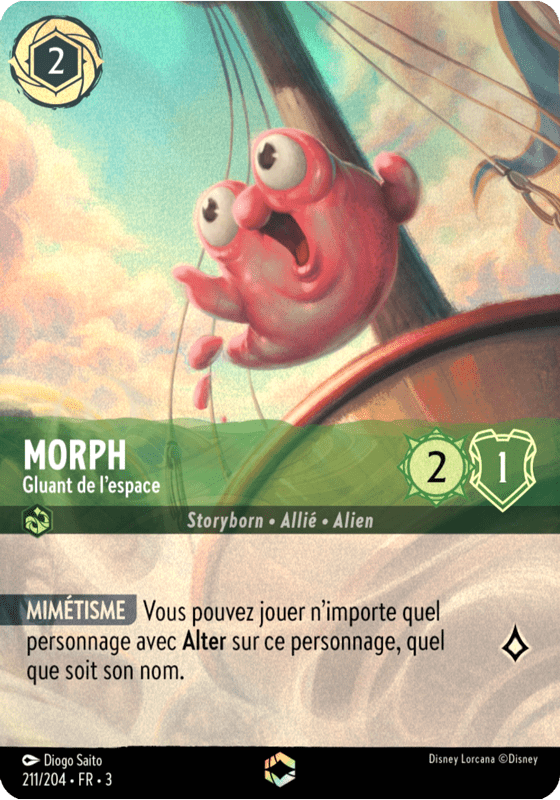 2
MORPH
Gluant de l'espace
2
1
Storyborn • Allié • Alien
MIMÉTISME Vous pouvez jouer n'importe quel
personnage avec Alter sur ce personnage, quel
que soit son nom.
Diogo Saito
211/204 • FR • 3
Disney Lorcana ©Disney